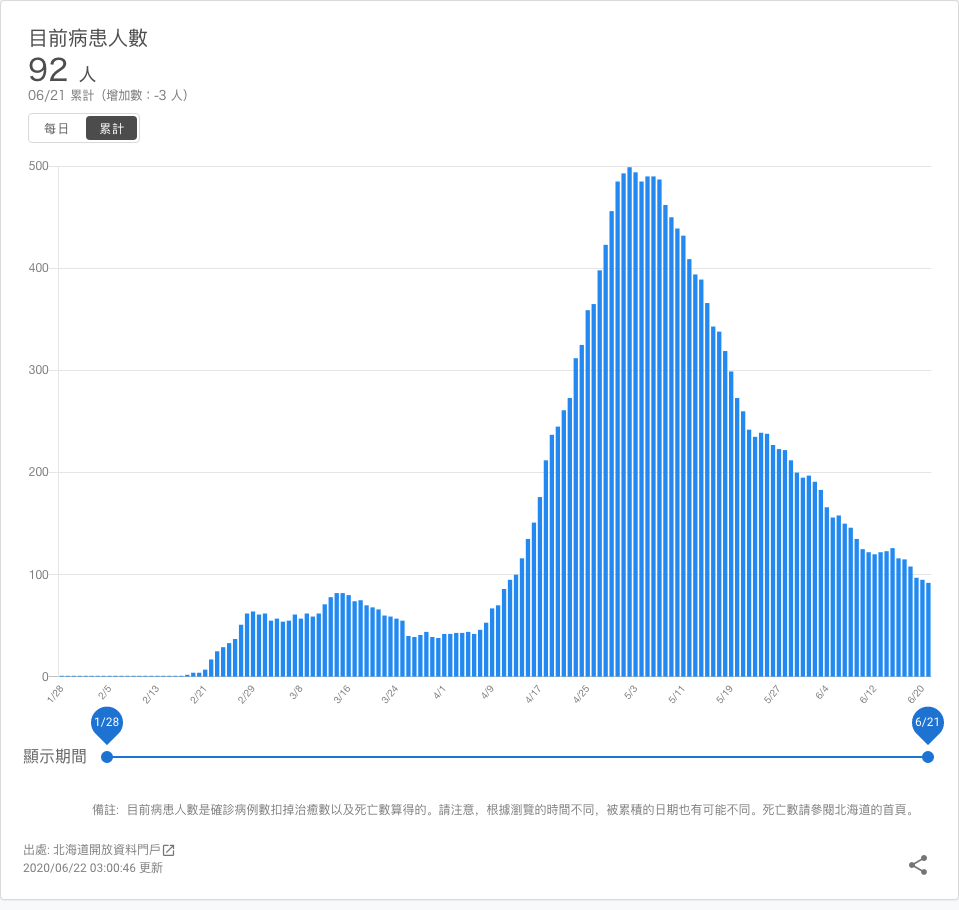 目前病患人數
92 人
06/21 累計（增加數：-3 人）
每日 累計
500
400
300
200
100
0
1/28 2/5 2/13 2/21 2/29 3/8 3/16 3/24 4/1 4/9 4/17 4/25 5/3 5/11 5/19 5/27 6/4 6/12 6/20
1/28 6/21
顯示期間
備註: 目前病患人數是確診病例數扣掉治癒數以及死亡數算得的。請注意，根據瀏覽的時間不同，被累積的日期也有可能不同。死亡數請參閱北海道的首頁。
出處: 北海道開放資料門戶
2020/06/22 03:00:46 更新